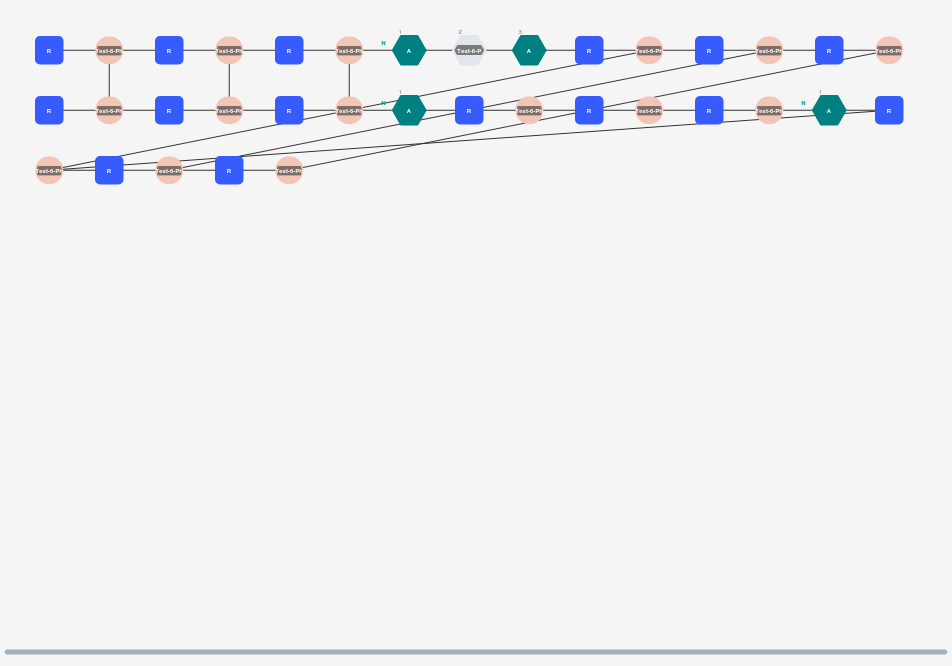 1 2 3
R Test-6-Ph R Test-6-Ph R Test-6-Ph N A Test-6-P A R Test-6-Ph R Test-6-Ph R Test-6-Ph
1 1
R Test-6-Ph R Test-6-Ph R Test-6-Ph N A R Test-6-Ph R Test-6-Ph R Test-6-Ph N A R
Test-6-Ph R Test-6-Ph R Test-6-Ph